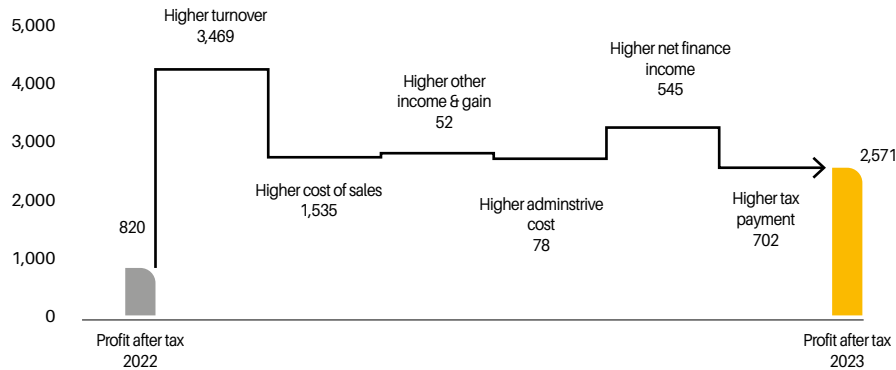 5,000
4,000
3,000
2,000
1,000
0
820
Profit after tax
2022
Higher turnover
3,469
Higher cost of sales
1,535
Higher other
income & gain
52
Higher adminstrive
cost
78
Higher net finance
income
545
Higher tax
payment
702
2,571
Profit after tax
2023